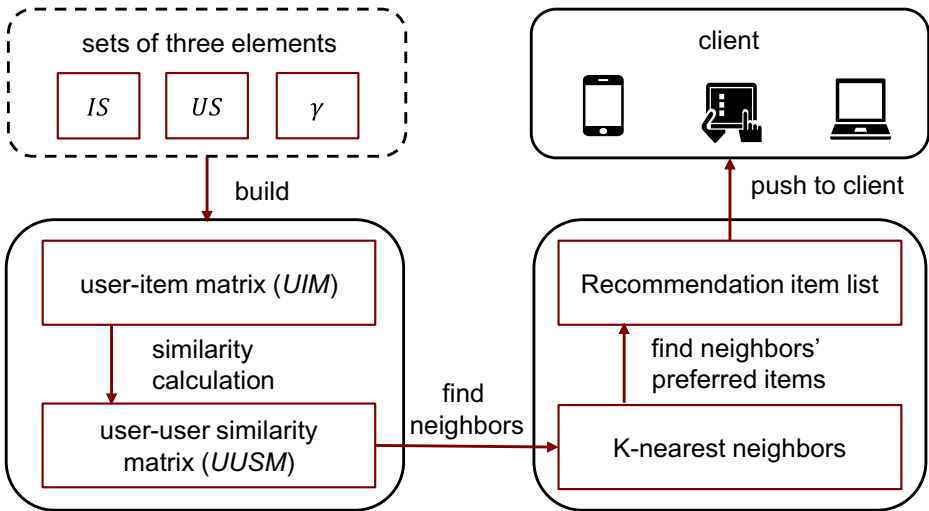 sets of three elements
IS US γ
build
user-item matrix (UIM)
similarity
calculation
user-user similarity
matrix (UUSM)
find
neighbors
K-nearest neighbors
find neighbors’
preferred items
Recommendation item list
push to client
client